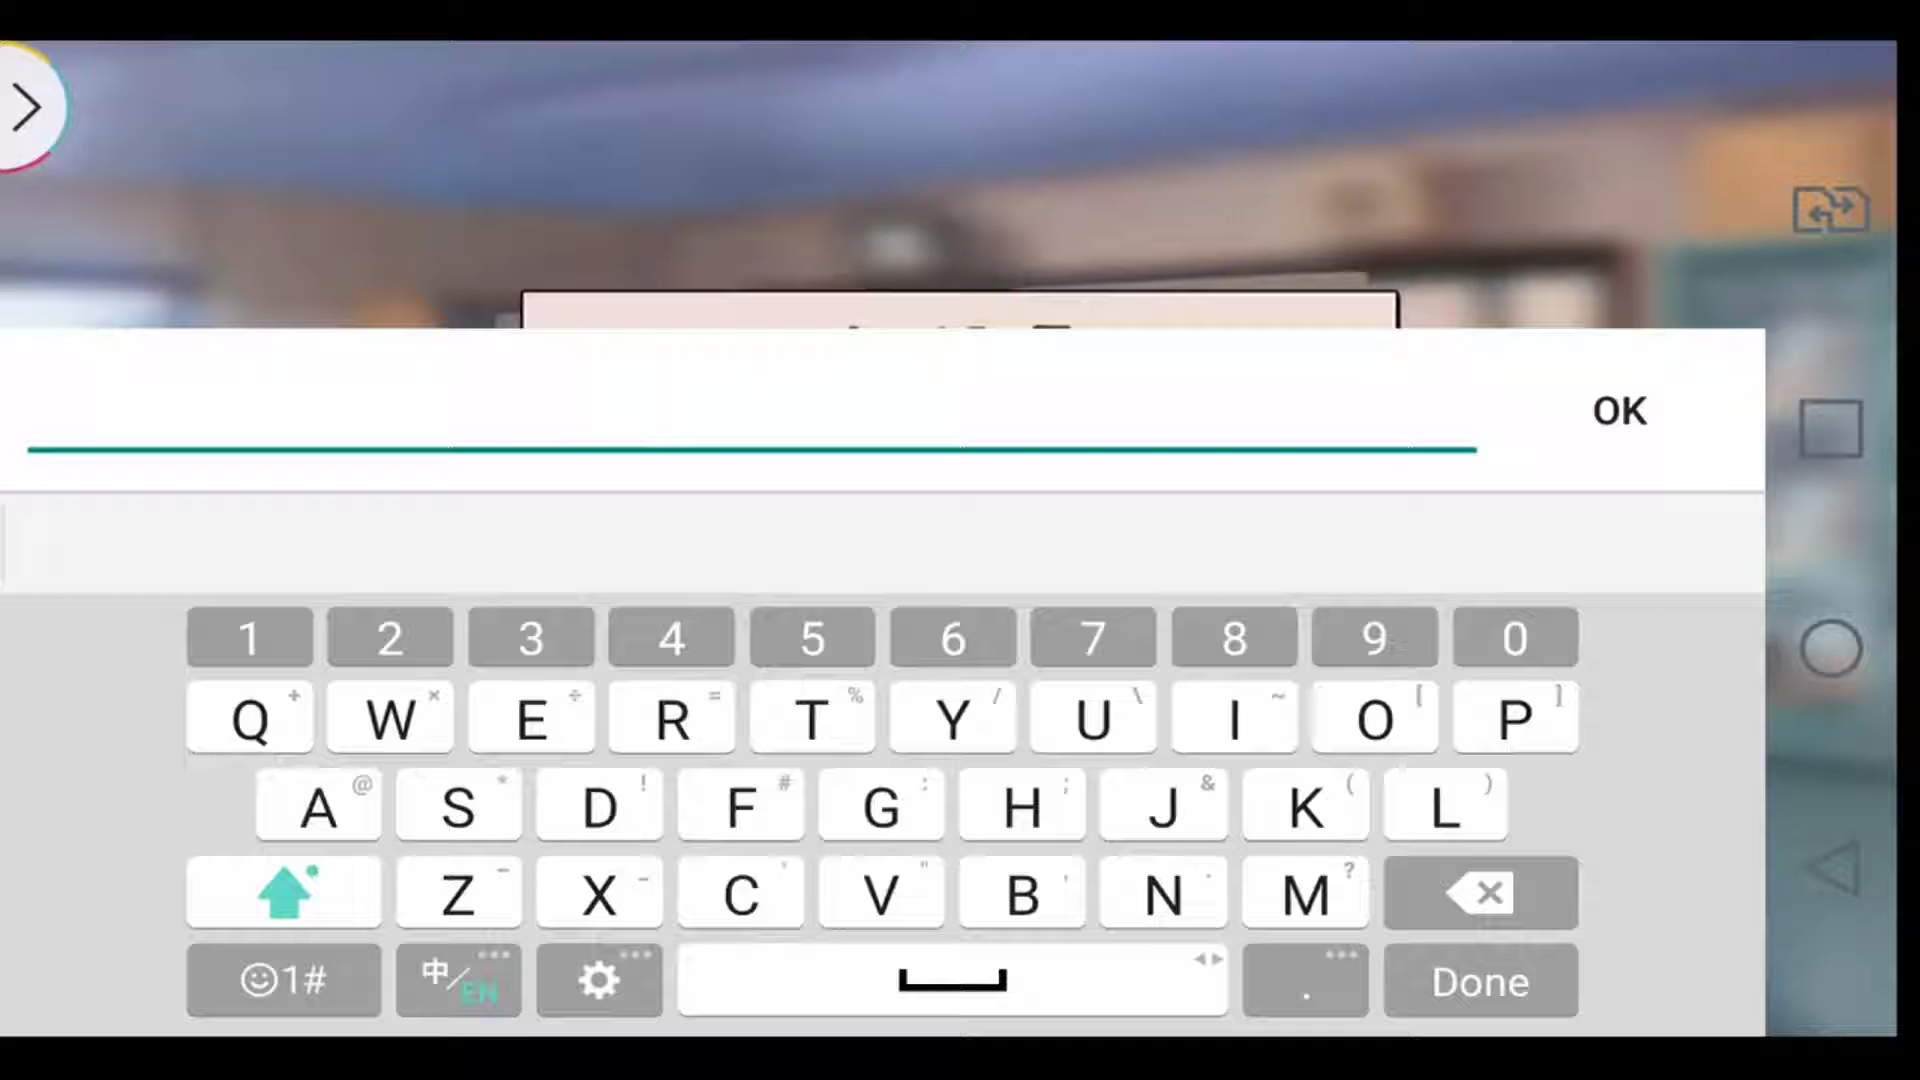 OK
1 2 3 4 5 6 7 8 9 0
Q + W × E ÷ R = T % Y / U \ I ~ O [ P ]
A @ S * D ! F # G : H ; J & K ( L )
Z X C V " B N M ?
1# 中/EN . Done